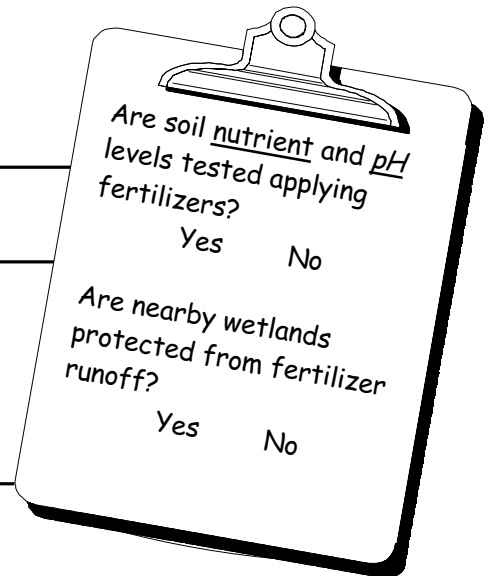 Are soil nutrient and pH
levels tested applying
fertilizers?
Yes No
Are nearby wetlands
protected from fertilizer
runoff?
Yes No